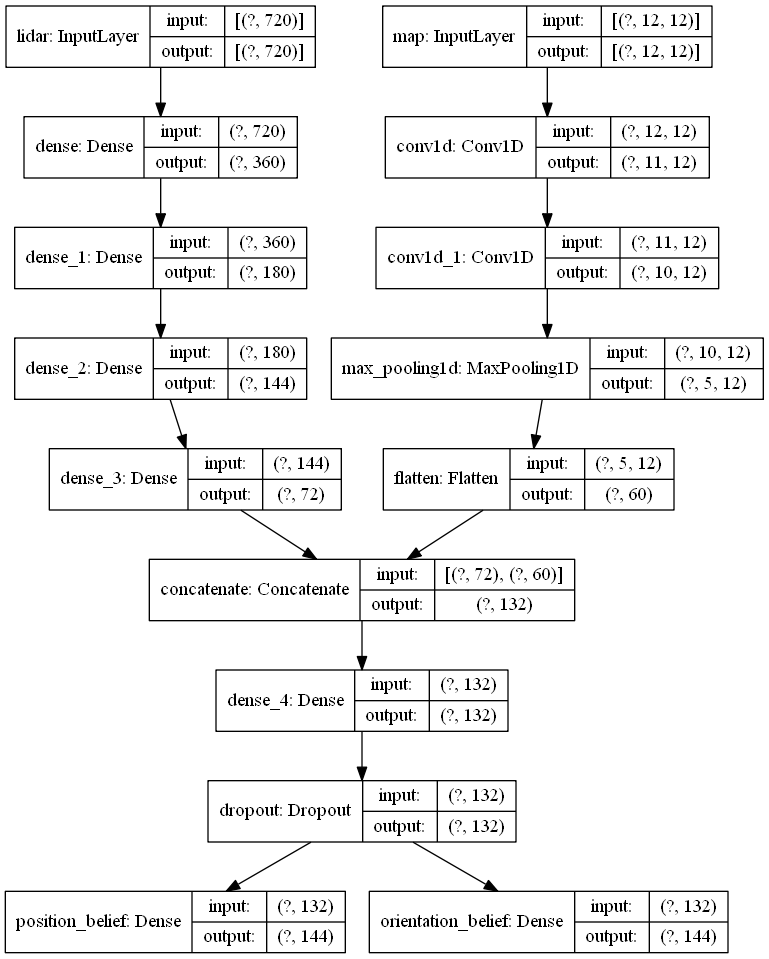 lidar: InputLayer
input: [(?, 720)]
output: [(?, 720)]
map: InputLayer
input: [(?, 12, 12)]
output: [(?, 12, 12)]
dense: Dense
input: (?, 720)
output: (?, 360)
conv1d: Conv1D
input: (?, 12, 12)
output: (?, 11, 12)
dense_1: Dense
input: (?, 360)
output: (?, 180)
conv1d_1: Conv1D
input: (?, 11, 12)
output: (?, 10, 12)
dense_2: Dense
input: (?, 180)
output: (?, 144)
max_pooling1d: MaxPooling1D
input: (?, 10, 12)
output: (?, 5, 12)
dense_3: Dense
input: (?, 144)
output: (?, 72)
flatten: Flatten
input: (?, 5, 12)
output: (?, 60)
concatenate: Concatenate
input: [(?, 72), (?, 60)]
output: (?, 132)
dense_4: Dense
input: (?, 132)
output: (?, 132)
dropout: Dropout
input: (?, 132)
output: (?, 132)
position_belief: Dense
input: (?, 132)
output: (?, 144)
orientation_belief: Dense
input: (?, 132)
output: (?, 144)